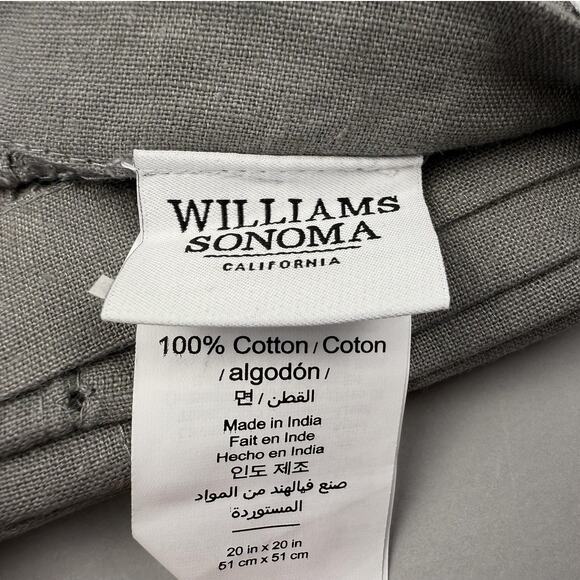 WILLIAMS
SONOMA
CALIFORNIA
100% Cotton / Coton
/ algodón /
면 / القطن /
Made in India
Fait en Inde
Hecho en India
인도 제조
صنع فيالهند من المواد
المستوردة
20 in x 20 in
51 cm x 51 cm